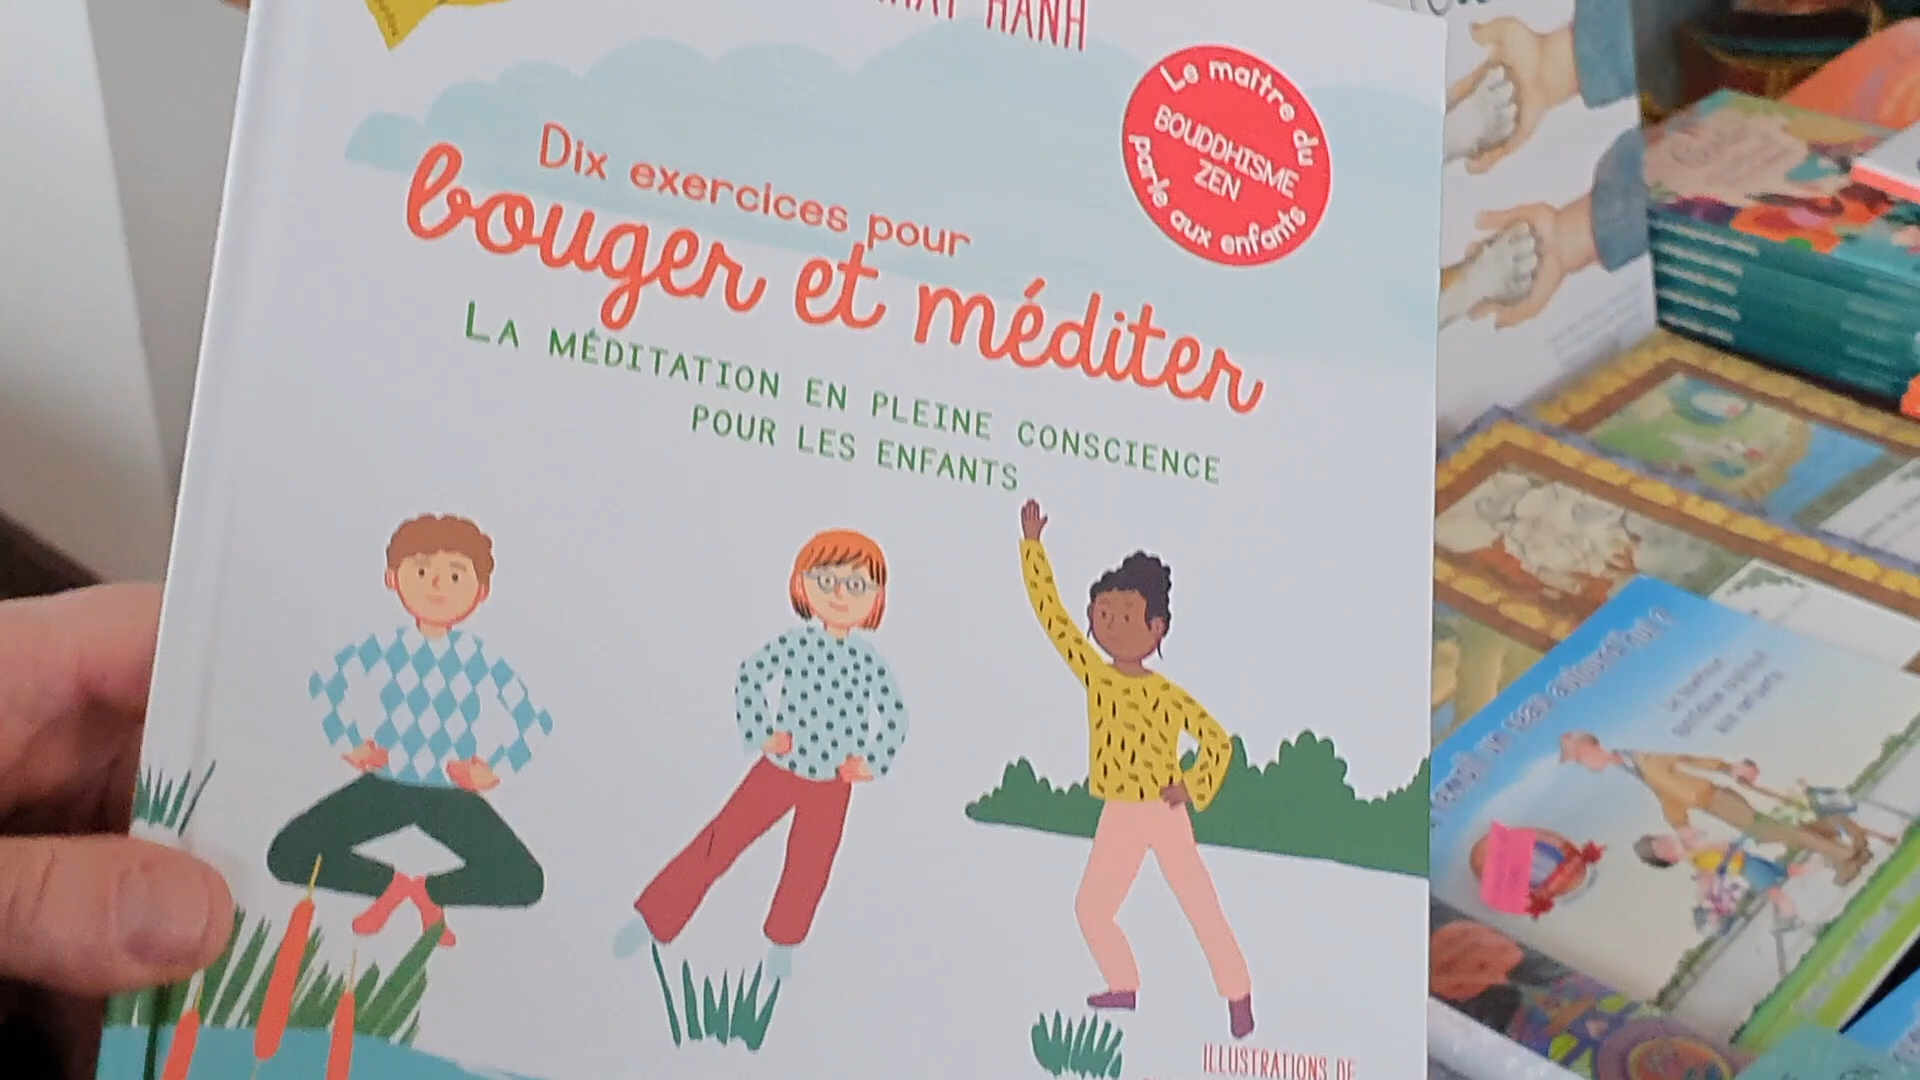 HANH
Dix exercices pour
bouger et méditer
LA MÉDITATION EN PLEINE CONSCIENCE
POUR LES ENFANTS
Le maître du
BOUDDHISME
ZEN
parle aux enfants
ILLUSTRATIONS DE